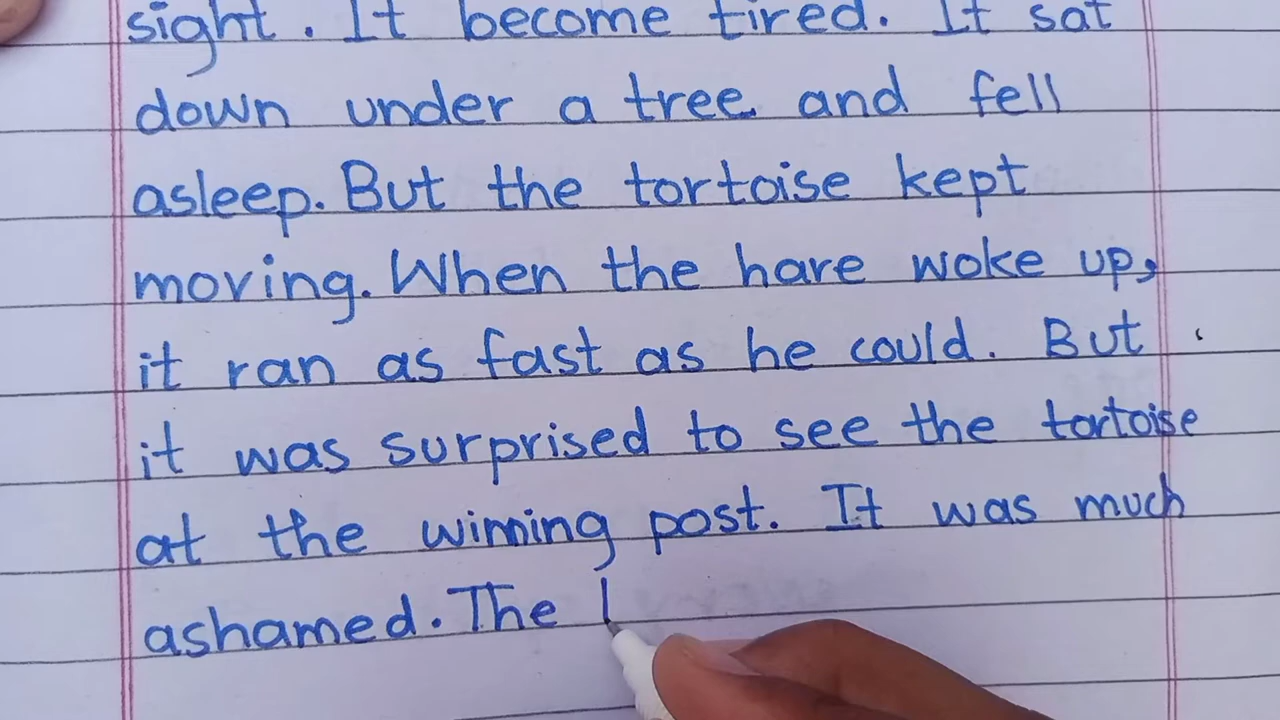 sight. It become tired. It sat
down under a tree and fell
asleep. But the tortoise kept
moving. When the hare woke up,
it ran as fast as he could. But
it was surprised to see the tortoise
at the winning post. It was much
ashamed. The